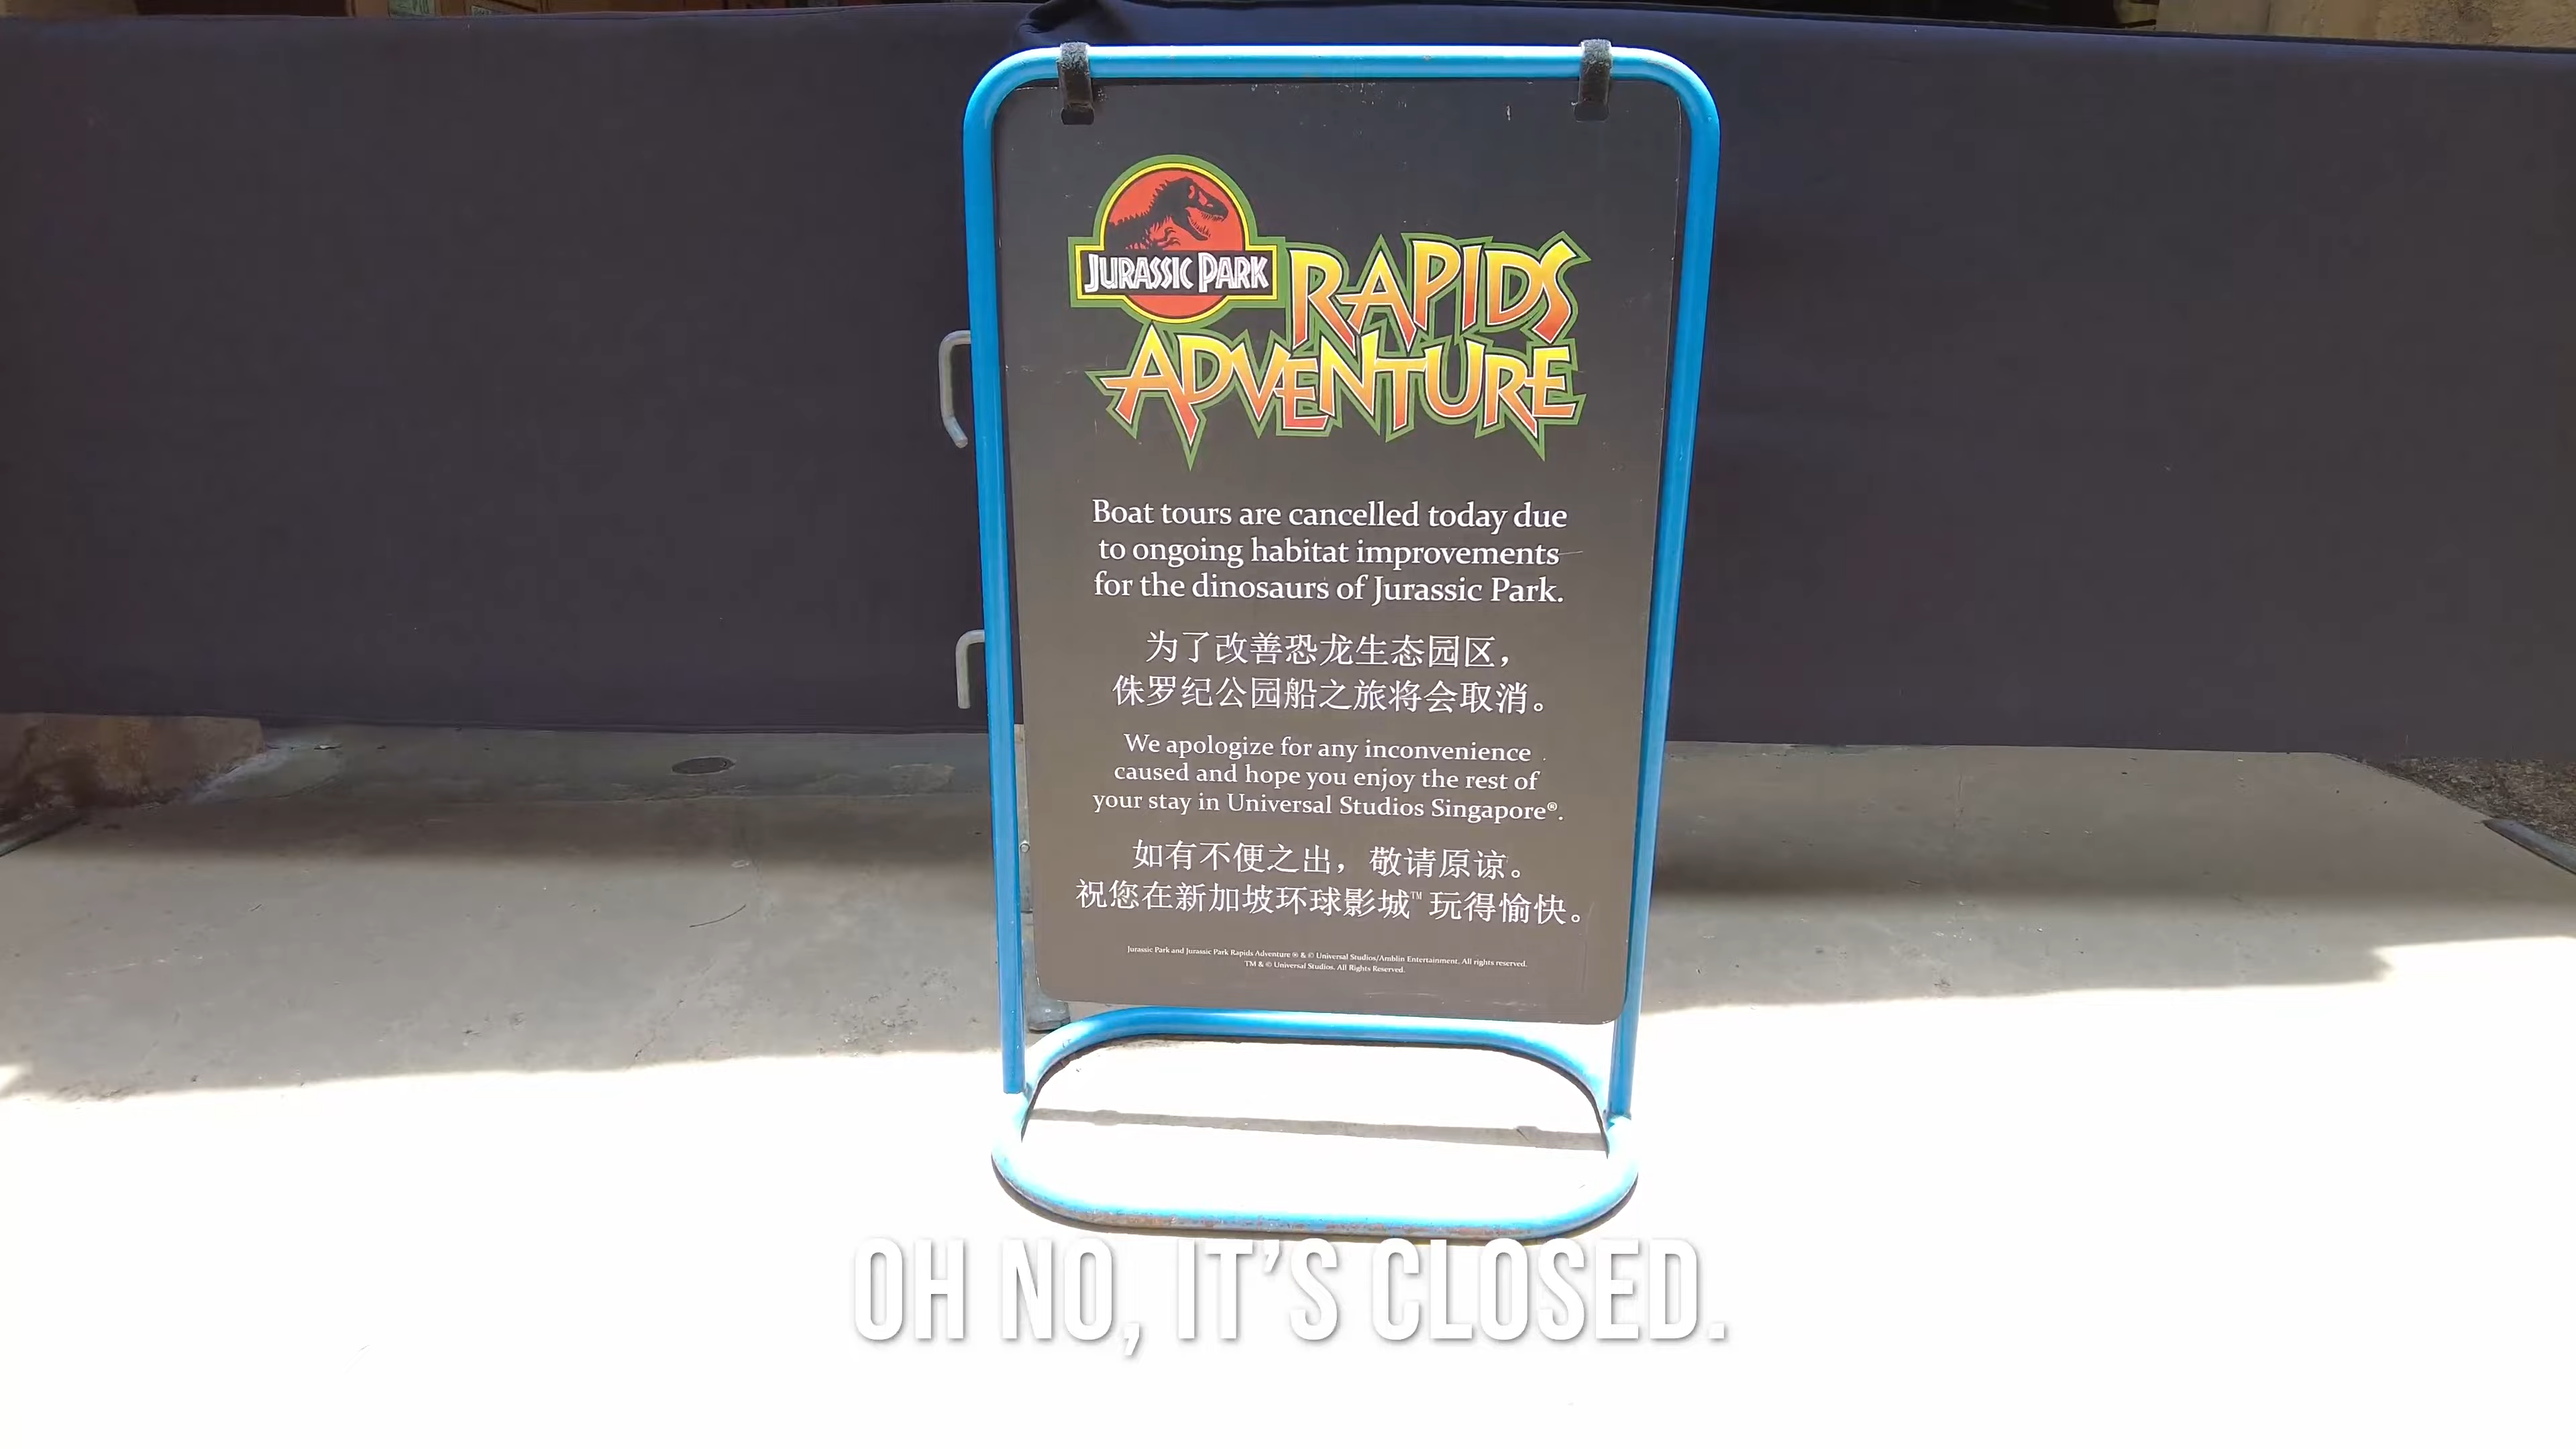 JURASSIC PARK
RAPIDS
ADVENTURE
Boat tours are cancelled today due
to ongoing habitat improvements
for the dinosaurs of Jurassic Park.
为了改善恐龙生态园区，
侏罗纪公园船之旅将会取消。
We apologize for any inconvenience
caused and hope you enjoy the rest of
your stay in Universal Studios Singapore®.
如有不便之出，敬请原谅。
祝您在新加坡环球影城™ 玩得愉快。
Jurassic Park and Jurassic Park Rapids Adventure ® & © Universal Studios/Amblin Entertainment. All rights reserved.
TM & © Universal Studios. All Rights Reserved.
OH NO, IT'S CLOSED.